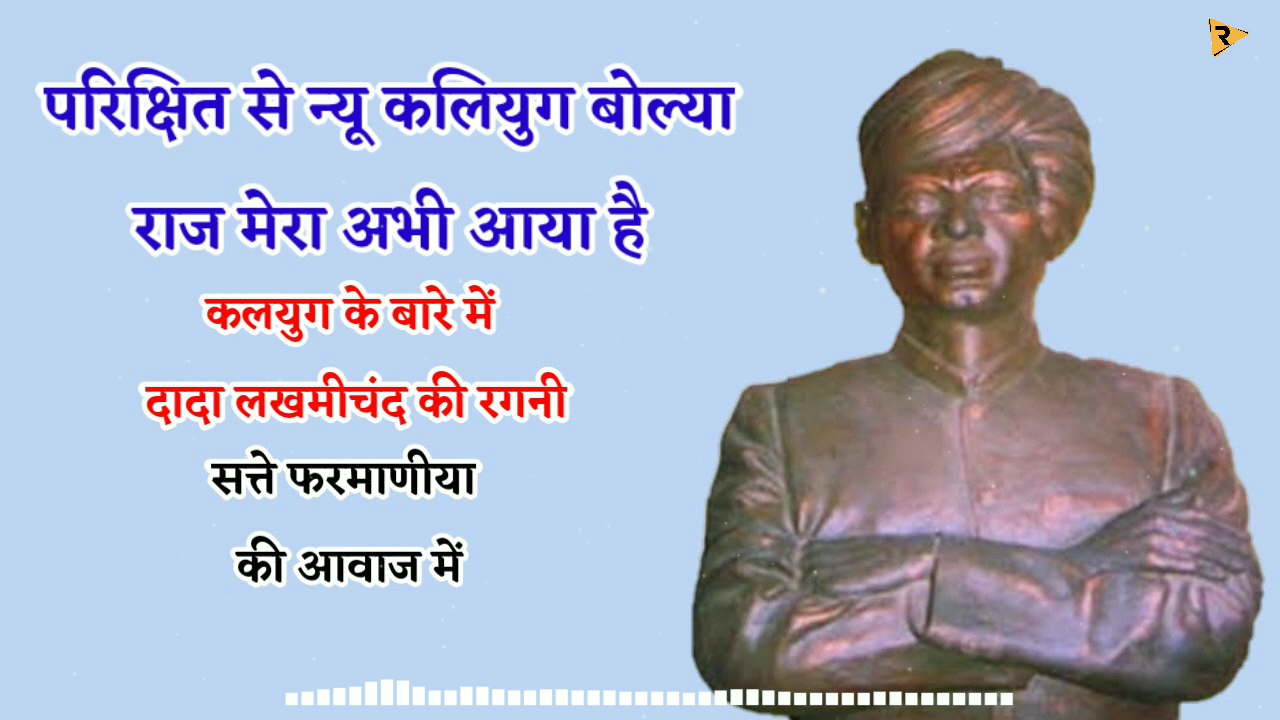 परिक्षित से न्यू कलियुग बोल्या
राज मेरा अभी आया है
कलयुग के बारे में
दादा लखमीचंद की रगनी
सत्ते फरमाणीया
की आवाज में
R